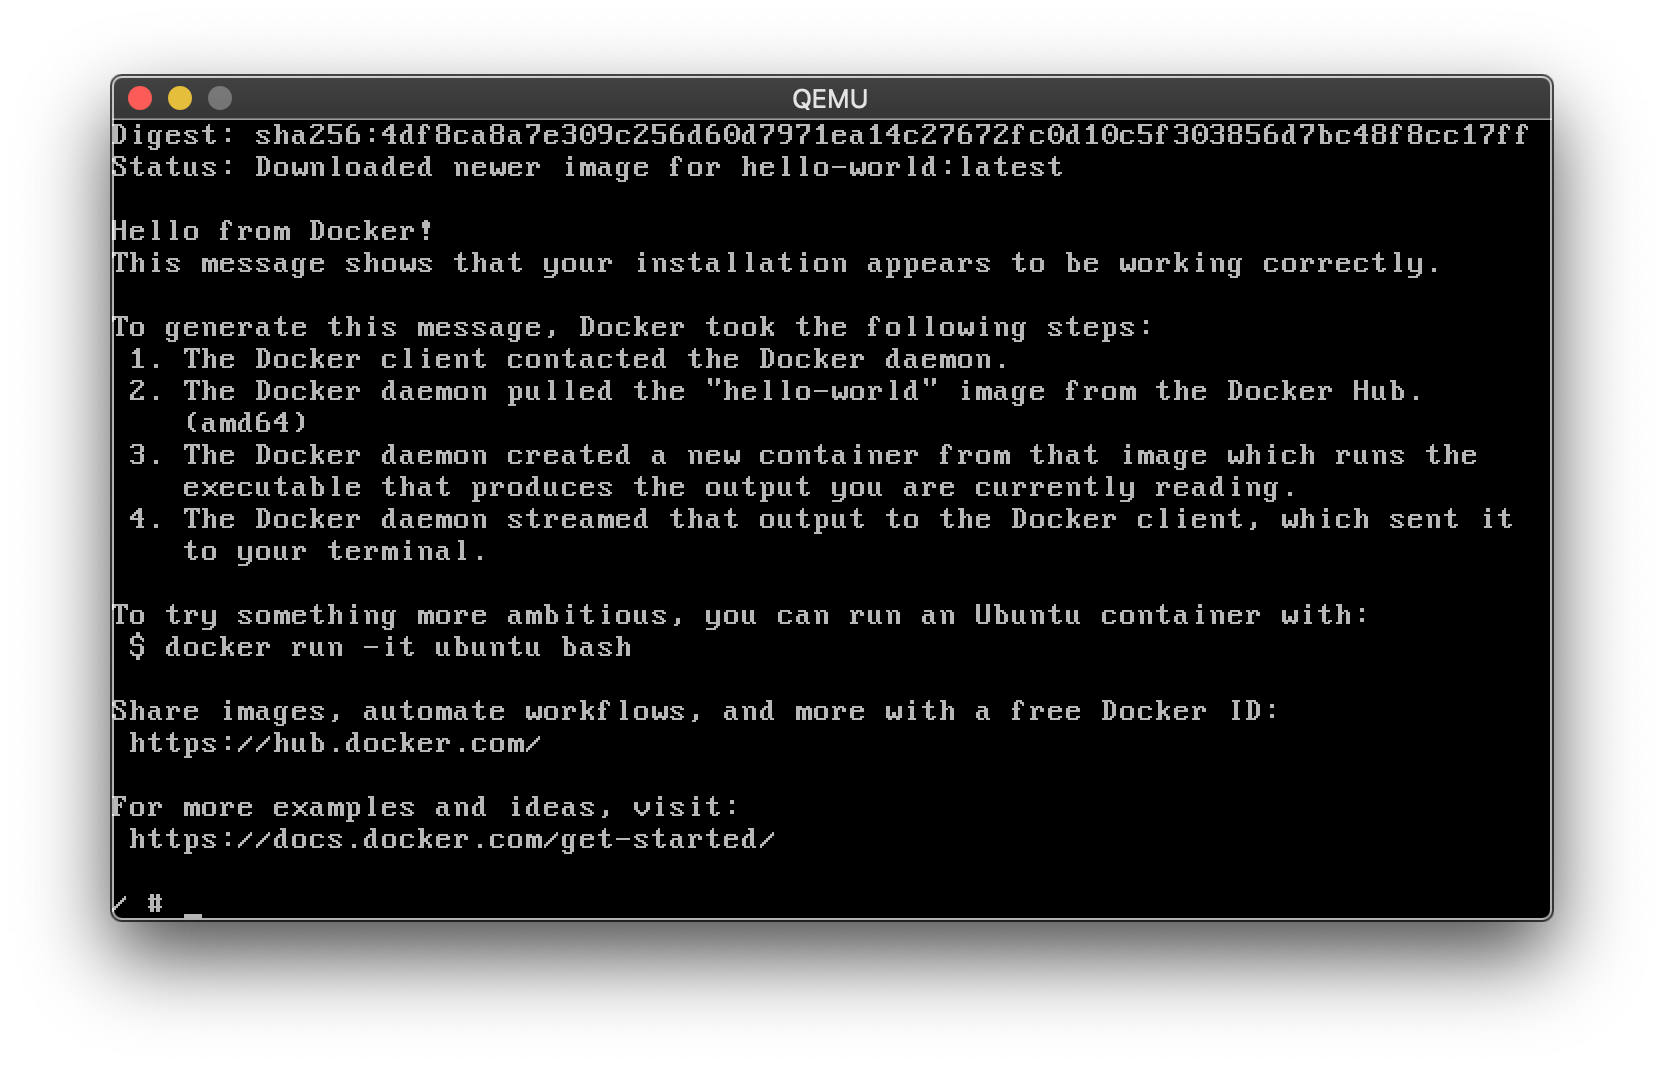 QEMU
Digest: sha256:4df8ca8a7e309c256d60d7971ea14c27672fc0d10c5f303856d7bc48f8cc17ff
Status: Downloaded newer image for hello-world:latest

Hello from Docker!
This message shows that your installation appears to be working correctly.

To generate this message, Docker took the following steps:
 1. The Docker client contacted the Docker daemon.
 2. The Docker daemon pulled the "hello-world" image from the Docker Hub.
    (amd64)
 3. The Docker daemon created a new container from that image which runs the
    executable that produces the output you are currently reading.
 4. The Docker daemon streamed that output to the Docker client, which sent it
    to your terminal.

To try something more ambitious, you can run an Ubuntu container with:
 $ docker run -it ubuntu bash

Share images, automate workflows, and more with a free Docker ID:
 https://hub.docker.com/

For more examples and ideas, visit:
 https://docs.docker.com/get-started/

/ # _